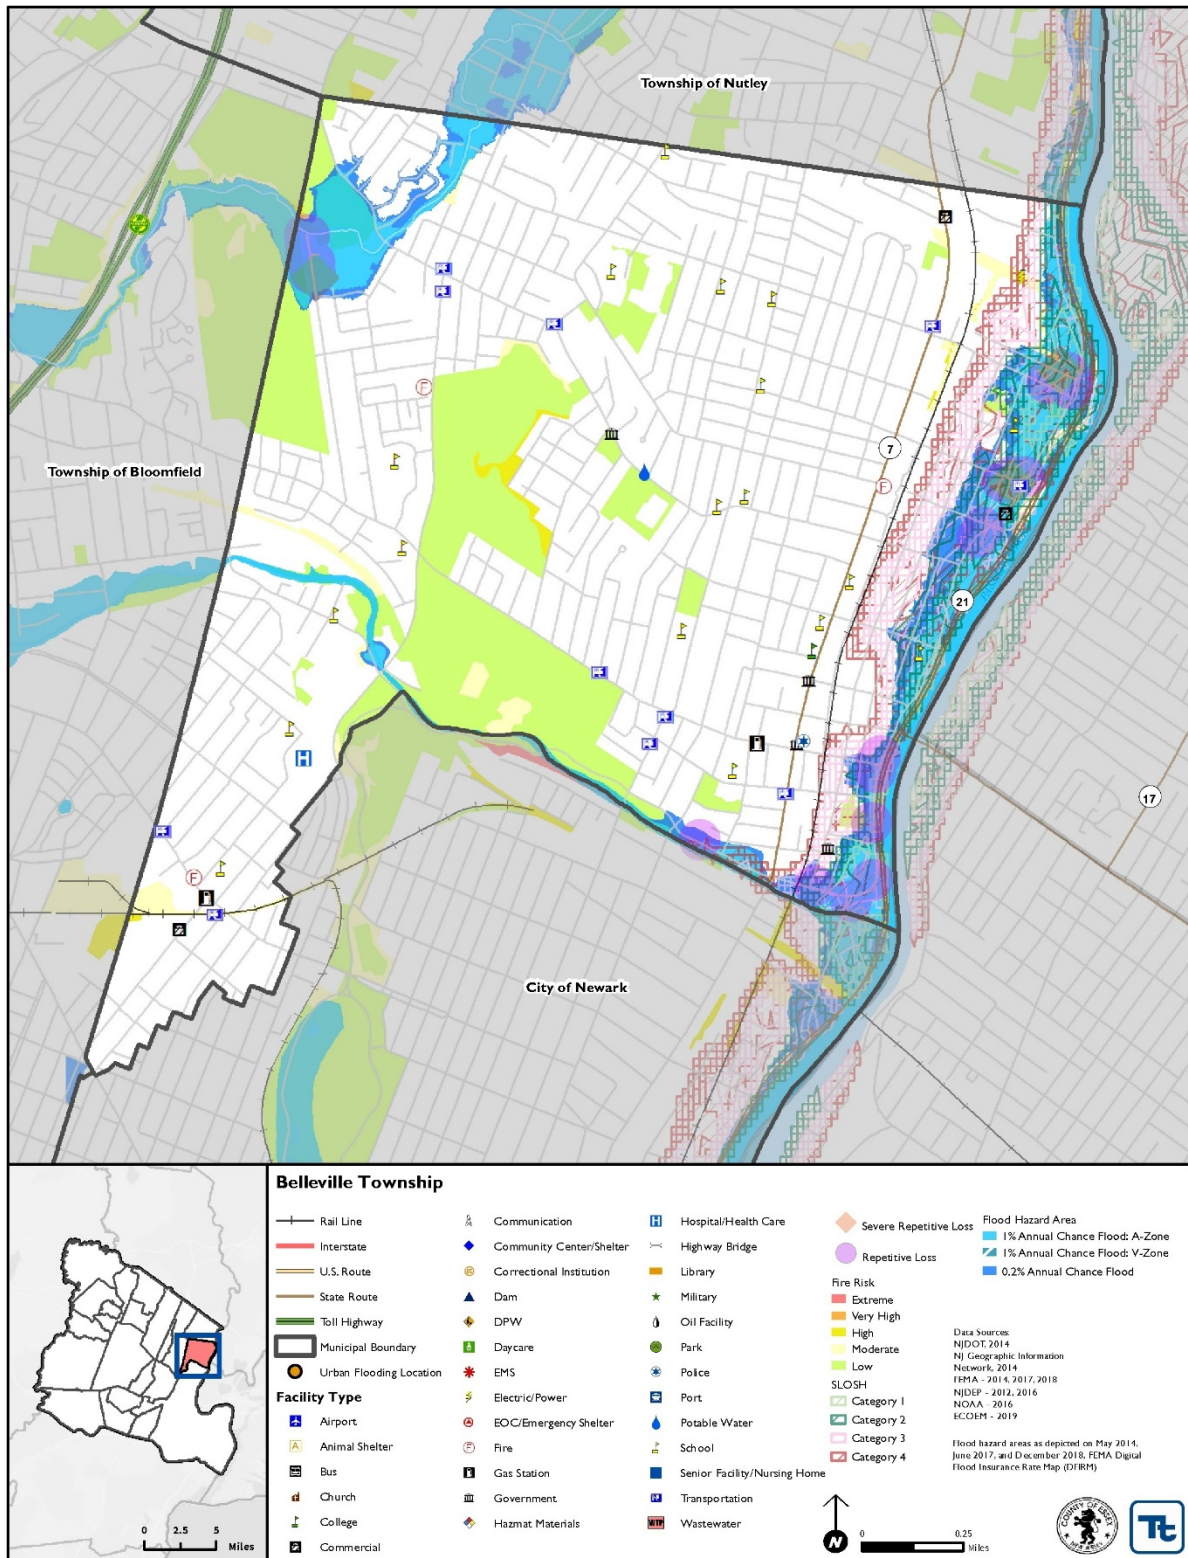 Township of Nutley
Township of Bloomfield
7
21
17
City of Newark
Belleville Township
Rail Line
Interstate
U.S. Route
State Route
Toll Highway
Municipal Boundary
Urban Flooding Location
Facility Type
Airport
Animal Shelter
Bus
Church
College
Commercial
Communication
Community Center/Shelter
Correctional Institution
Dam
DPW
Daycare
EMS
Electric/Power
EOC/Emergency Shelter
Fire
Gas Station
Government
Hazmat Materials
Hospital/Health Care
Highway Bridge
Library
Military
Oil Facility
Park
Police
Port
Potable Water
School
Senior Facility/Nursing Home
Transportation
Wastewater
Severe Repetitive Loss
Repetitive Loss
Fire Risk
Extreme
Very High
High
Moderate
Low
SLOSH
Category 1
Category 2
Category 3
Category 4
Flood Hazard Area
1% Annual Chance Flood: A-Zone
1% Annual Chance Flood: V-Zone
0.2% Annual Chance Flood
Data Sources:
NJDOT, 2014
NJ Geographic Information
Network, 2014
FEMA - 2014, 2017, 2018
NJDEP - 2012, 2016
NOAA - 2016
ECOEM - 2019
Flood hazard areas as depicted on May 2014,
June 2017, and December 2018, FEMA Digital
Flood Insurance Rate Map (DFIRM)
0 2.5 5
Miles
N
0 0.25
Miles
COUNTY OF ESSEX
NEW JERSEY
Tt